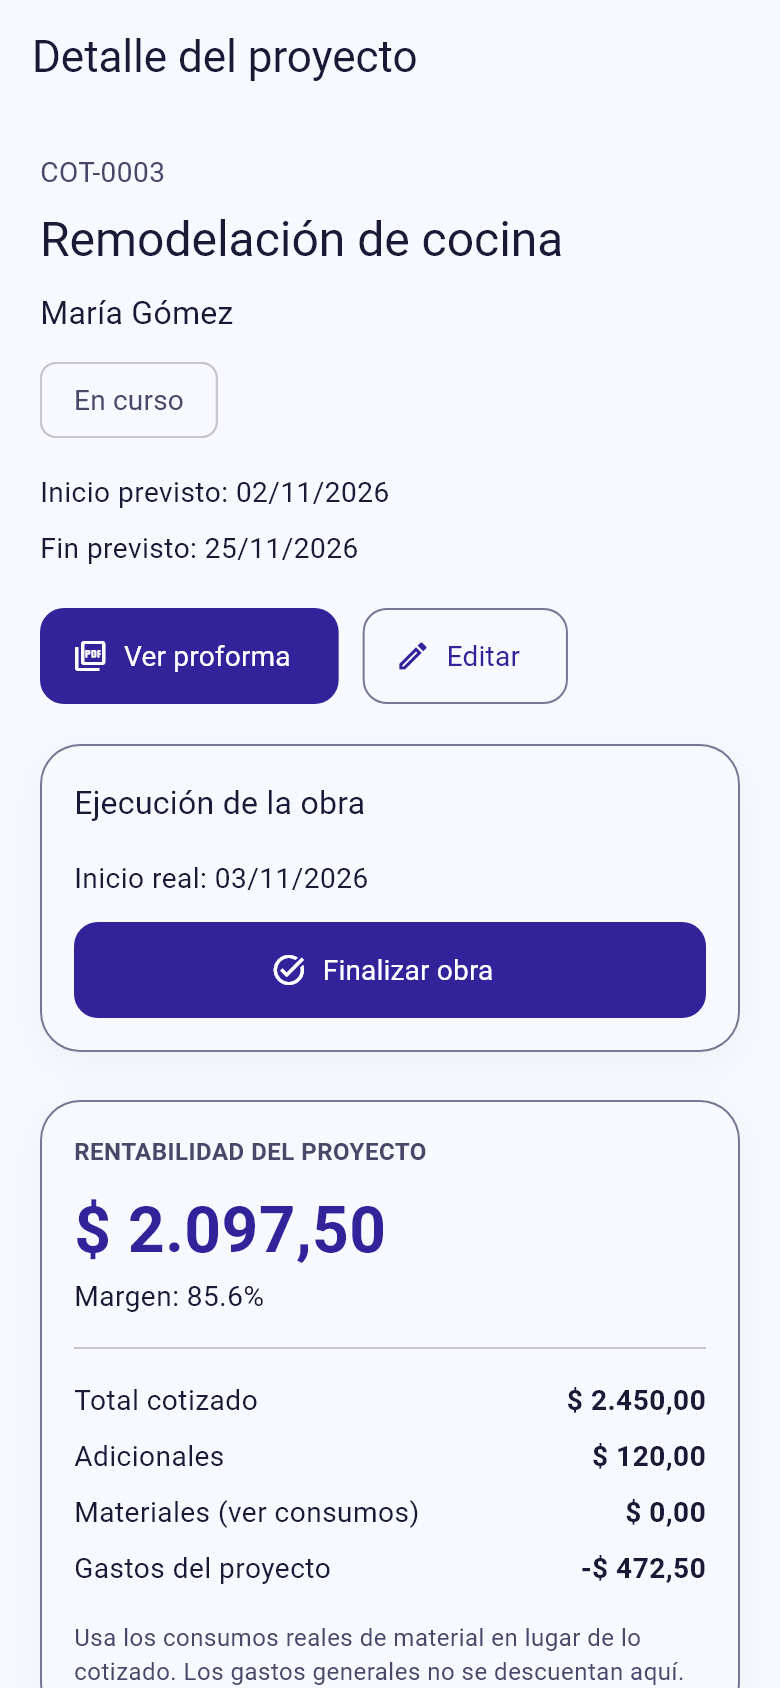 Detalle del proyecto
COT-0003
Remodelación de cocina
María Gómez
En curso
Inicio previsto: 02/11/2026
Fin previsto: 25/11/2026
PDF Ver proforma Editar
Ejecución de la obra
Inicio real: 03/11/2026
Finalizar obra
RENTABILIDAD DEL PROYECTO
$ 2.097,50
Margen: 85.6%
Total cotizado $ 2.450,00
Adicionales $ 120,00
Materiales (ver consumos) $ 0,00
Gastos del proyecto -$ 472,50
Usa los consumos reales de material en lugar de lo
cotizado. Los gastos generales no se descuentan aquí.